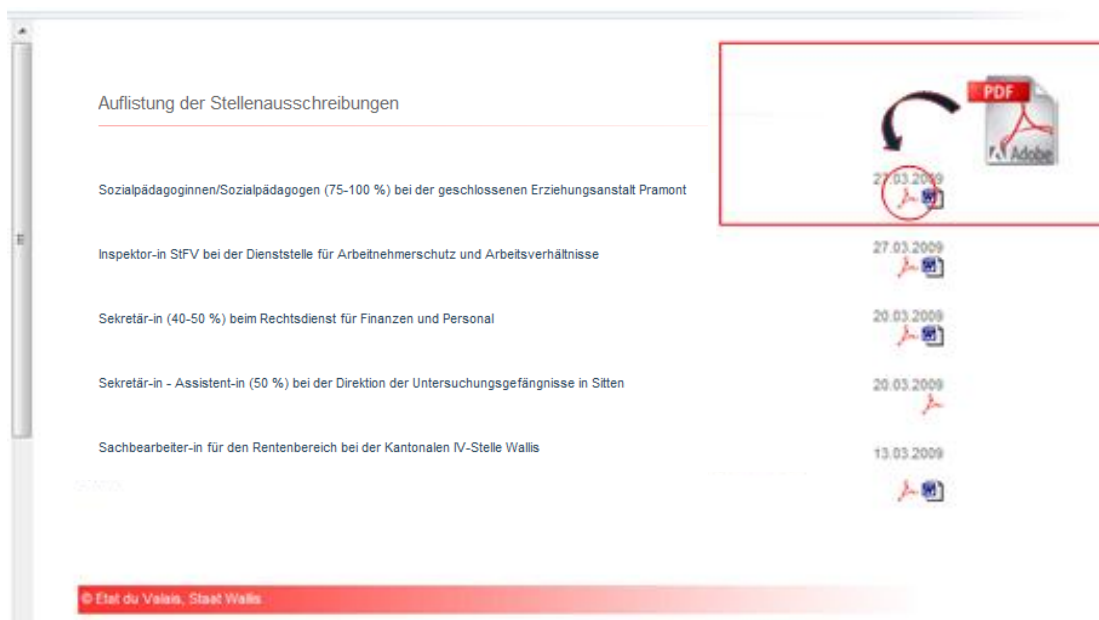 Auflistung der Stellenausschreibungen
PDF
Adobe
Sozialpädagoginnen/Sozialpädagogen (75-100 %) bei der geschlossenen Erziehungsanstalt Pramont
27.03.2009
Inspektor-in StFV bei der Dienststelle für Arbeitnehmerschutz und Arbeitsverhältnisse
27.03.2009
Sekretär-in (40-50 %) beim Rechtsdienst für Finanzen und Personal
20.03.2009
Sekretär-in - Assistent-in (50 %) bei der Direktion der Untersuchungsgefängnisse in Sitten
20.03.2009
Sachbearbeiter-in für den Rentenbereich bei der Kantonalen IV-Stelle Wallis
13.03.2009
© Etat du Valais, Staat Wallis